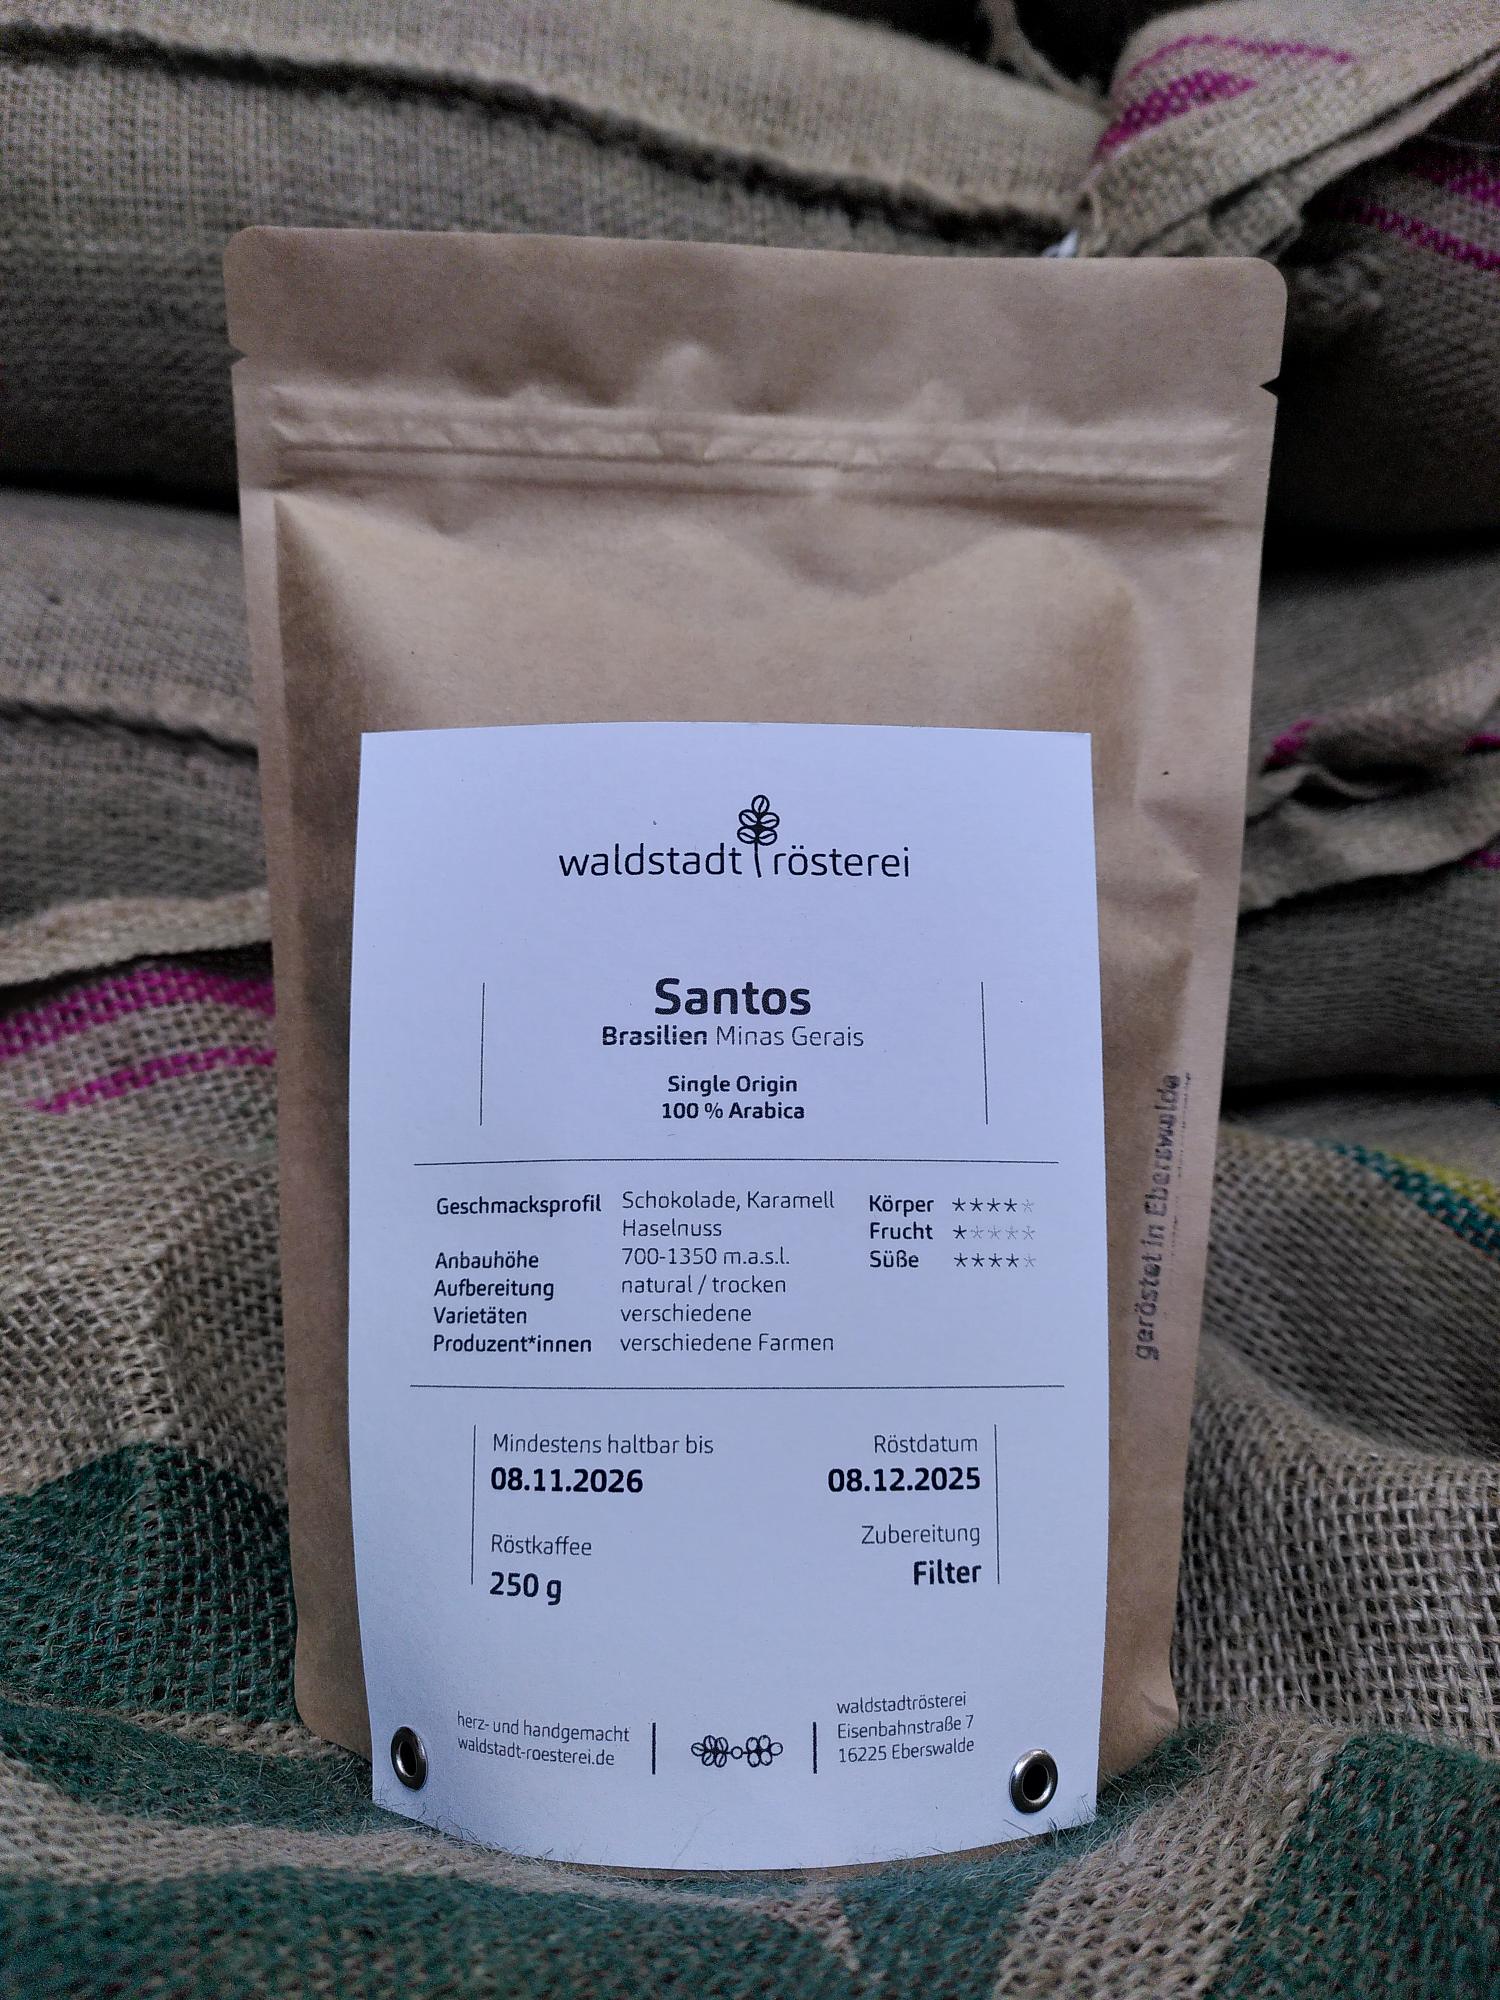 waldstadt rösterei
Santos
Brasilien Minas Gerais
Single Origin
100 % Arabica
Geschmacksprofil Schokolade, Karamell
Haselnuss
Anbauhöhe 700-1350 m.a.s.l.
Aufbereitung natural / trocken
Varietäten verschiedene
Produzent*innen verschiedene Farmen
Körper ★★★★☆
Frucht ★☆☆☆☆
Süße ★★★★☆
Mindestens haltbar bis
08.11.2026
Röstdatum
08.12.2025
Röstkaffee
250 g
Zubereitung
Filter
herz- und handgemacht
waldstadt-roesterei.de
waldstadtrösterei
Eisenbahnstraße 7
16225 Eberswalde
geröstet in Eberswalde